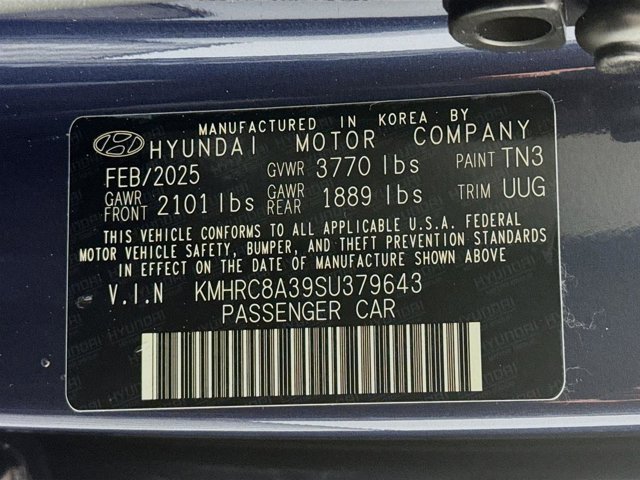 MANUFACTURED IN KOREA BY
HYUNDAI MOTOR COMPANY
FEB/2025 GVWR 3770 lbs PAINT TN3
GAWR FRONT 2101 lbs GAWR REAR 1889 lbs TRIM UUG
THIS VEHICLE CONFORMS TO ALL APPLICABLE U.S.A. FEDERAL
MOTOR VEHICLE SAFETY, BUMPER, AND THEFT PREVENTION STANDARDS
IN EFFECT ON THE DATE OF MANUFACTURE SHOWN ABOVE
V.I.N KMHRC8A39SU379643
PASSENGER CAR